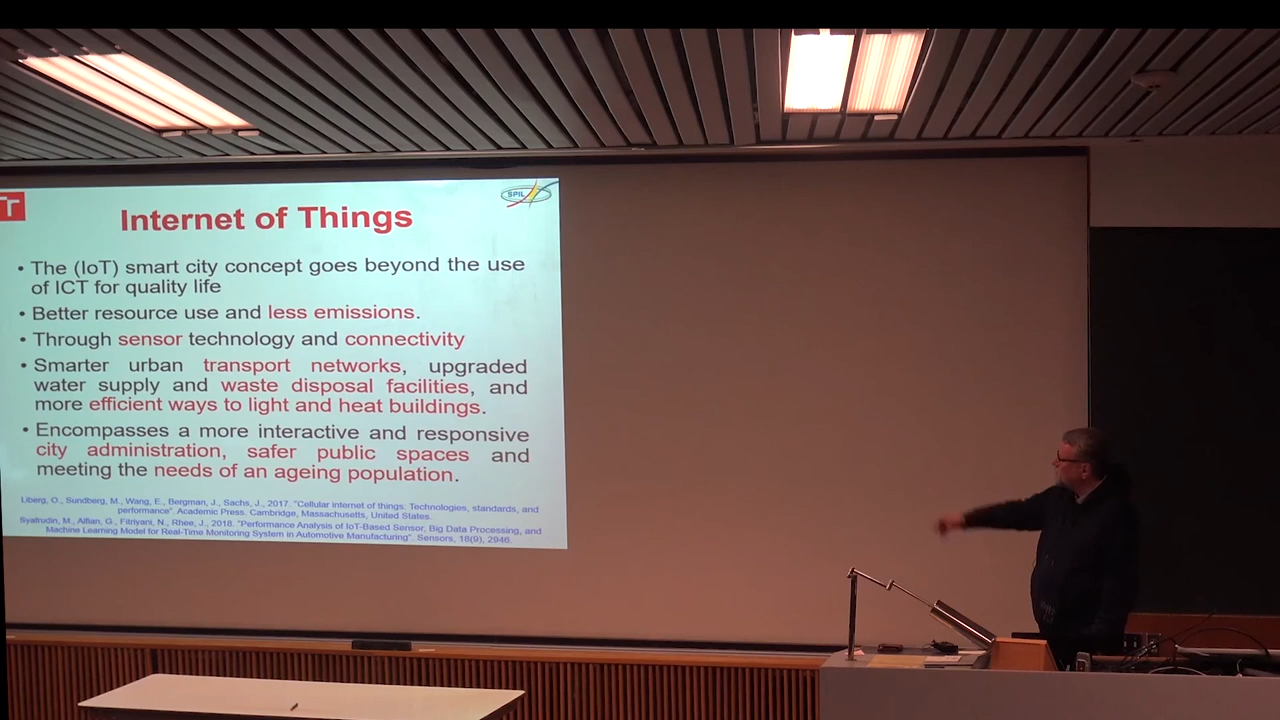 T
SPIL
Internet of Things
• The (IoT) smart city concept goes beyond the use
of ICT for quality life
• Better resource use and less emissions.
• Through sensor technology and connectivity
• Smarter urban transport networks, upgraded
water supply and waste disposal facilities, and
more efficient ways to light and heat buildings.
• Encompasses a more interactive and responsive
city administration, safer public spaces and
meeting the needs of an ageing population.
Liberg, O., Sundberg, M., Wang, E., Bergman, J., Sachs, J., 2017. "Cellular internet of things. Technologies, standards, and
performance". Academic Press. Cambridge, Massachusetts, United States.
Syafrudin, M., Alfian, G., Fitriyani, N., Rhee, J., 2018. "Performance Analysis of IoT-Based Sensor, Big Data Processing, and
Machine Learning Model for Real-Time Monitoring System in Automotive Manufacturing". Sensors, 18(9), 2946.